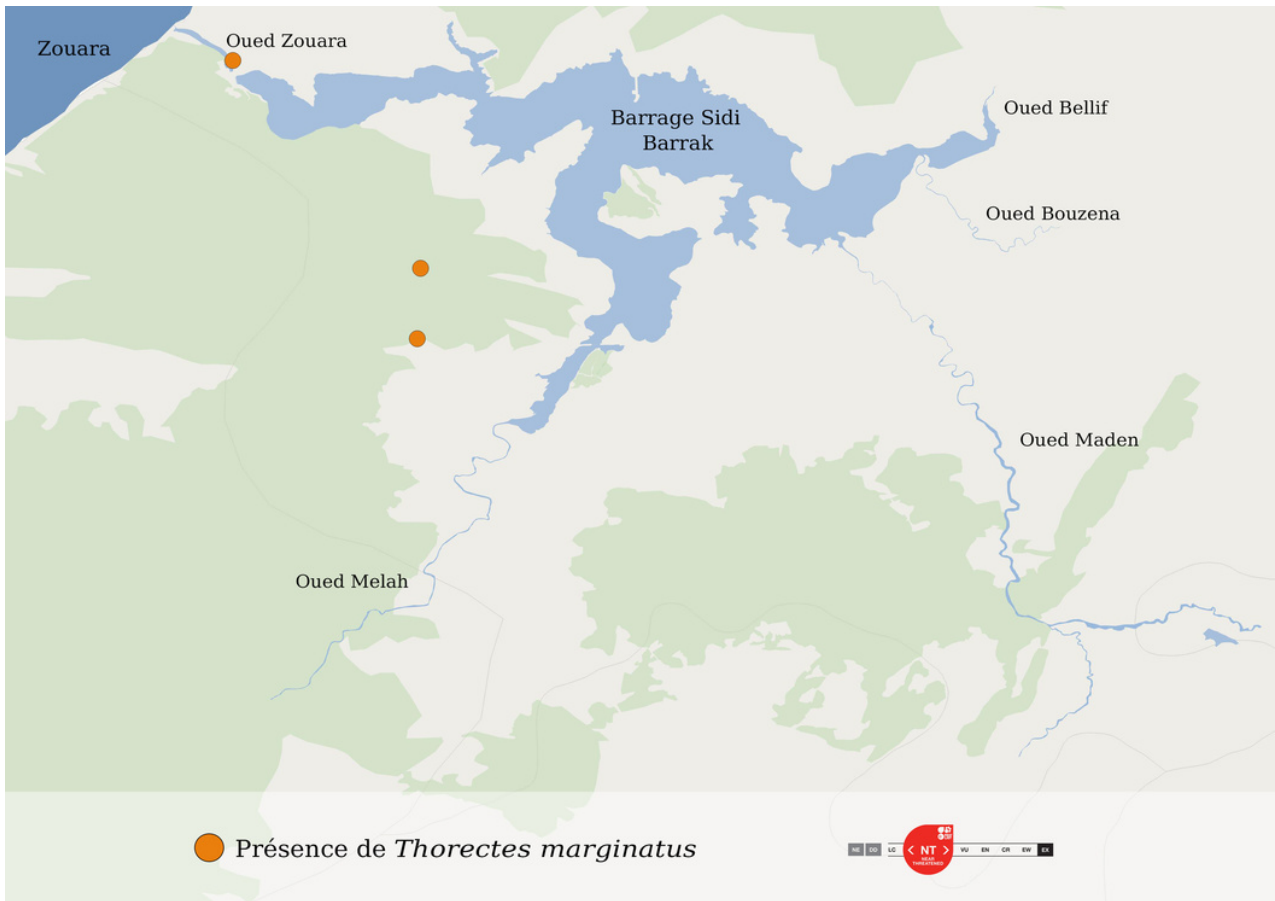 Zouara
Oued Zouara
Barrage Sidi
Barrak
Oued Bellif
Oued Bouzena
Oued Maden
Oued Melah
Présence de Thorectes marginatus
NE DD LC < NT > VU EN CR EW EX
NEAR
THREATENED